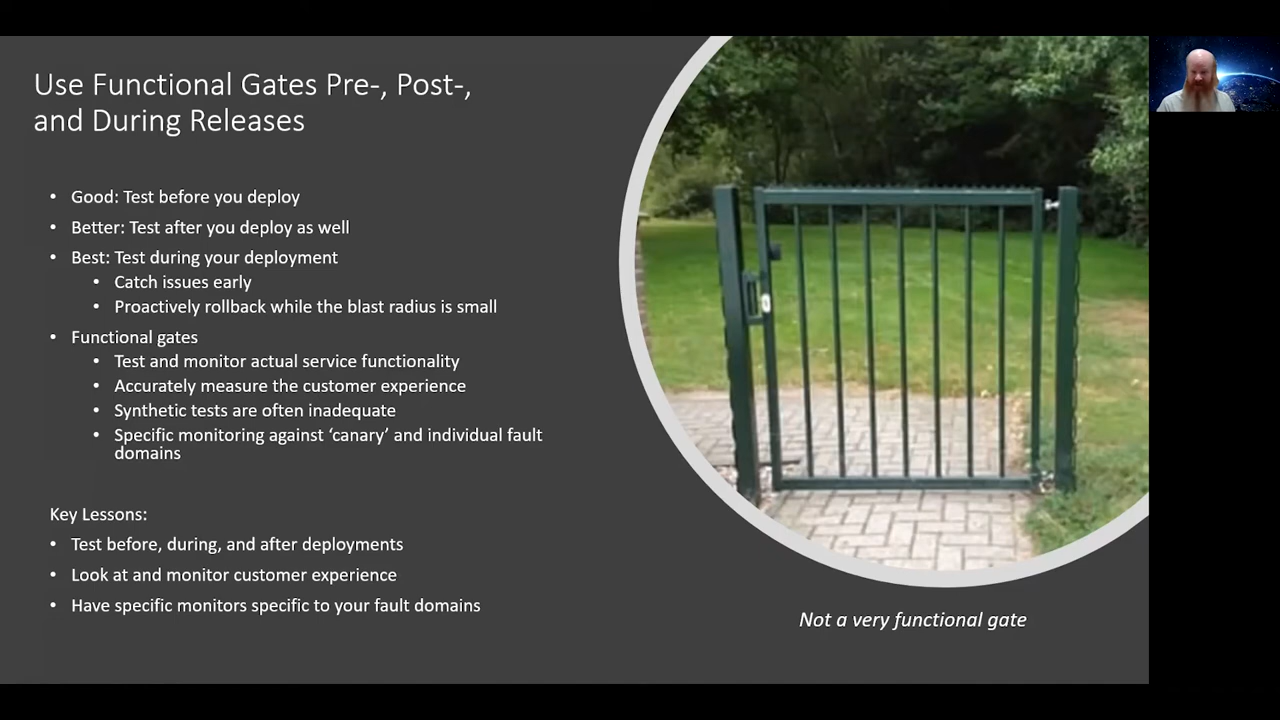 Use Functional Gates Pre-, Post-,
and During Releases
• Good: Test before you deploy
• Better: Test after you deploy as well
• Best: Test during your deployment
• Catch issues early
• Proactively rollback while the blast radius is small
• Functional gates
• Test and monitor actual service functionality
• Accurately measure the customer experience
• Synthetic tests are often inadequate
• Specific monitoring against ‘canary’ and individual fault
domains
Key Lessons:
• Test before, during, and after deployments
• Look at and monitor customer experience
• Have specific monitors specific to your fault domains
Not a very functional gate